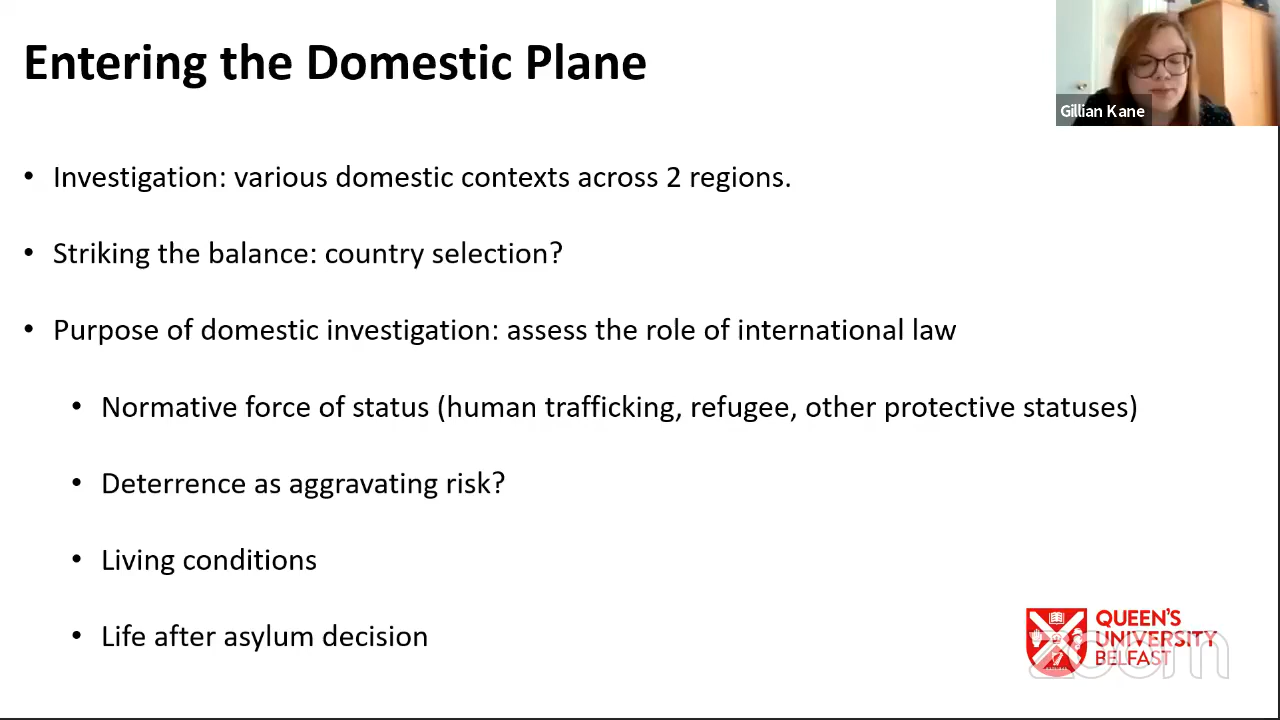 Entering the Domestic Plane
Gillian Kane
• Investigation: various domestic contexts across 2 regions.
• Striking the balance: country selection?
• Purpose of domestic investigation: assess the role of international law
• Normative force of status (human trafficking, refugee, other protective statuses)
• Deterrence as aggravating risk?
• Living conditions
• Life after asylum decision
QUEEN'S
UNIVERSITY
BELFAST
zoom